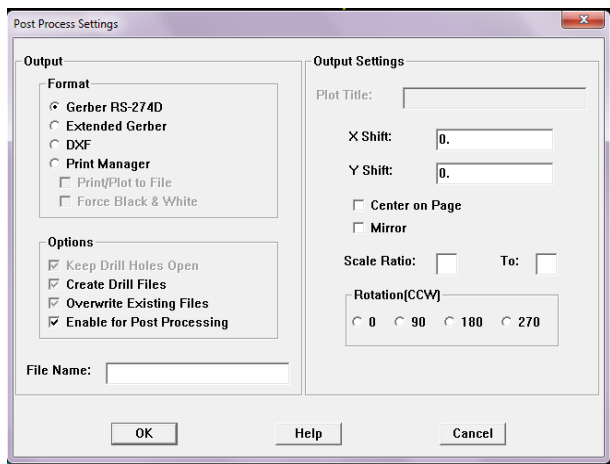 Post Process Settings
Output
Format
Gerber RS-274D
Extended Gerber
DXF
Print Manager
Print/Plot to File
Force Black & White
Options
Keep Drill Holes Open
Create Drill Files
Overwrite Existing Files
Enable for Post Processing
File Name:
Output Settings
Plot Title:
X Shift: 0.
Y Shift: 0.
Center on Page
Mirror
Scale Ratio: To:
Rotation(CCW)
0 90 180 270
OK Help Cancel